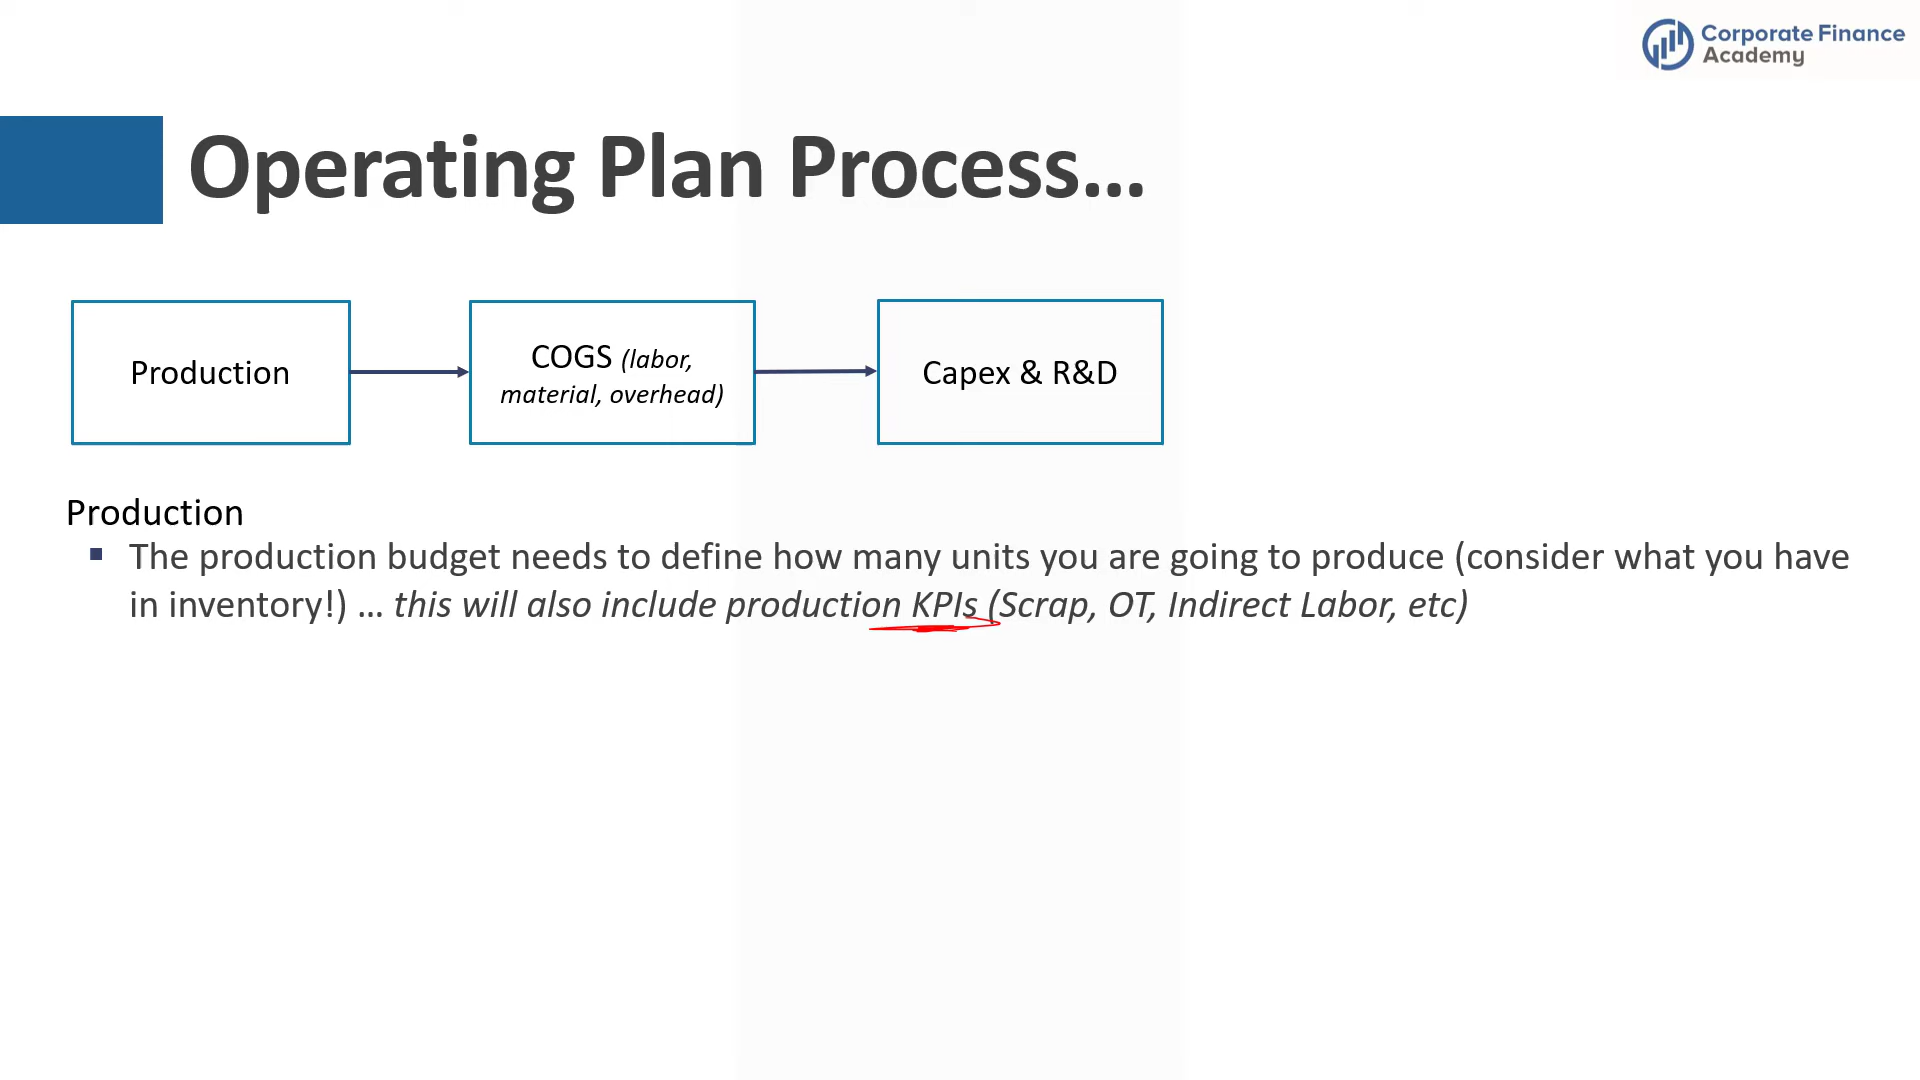 Corporate Finance
Academy
Operating Plan Process...
Production
COGS (labor,
material, overhead)
Capex & R&D
Production
▪ The production budget needs to define how many units you are going to produce (consider what you have
in inventory!) … this will also include production KPIs (Scrap, OT, Indirect Labor, etc)